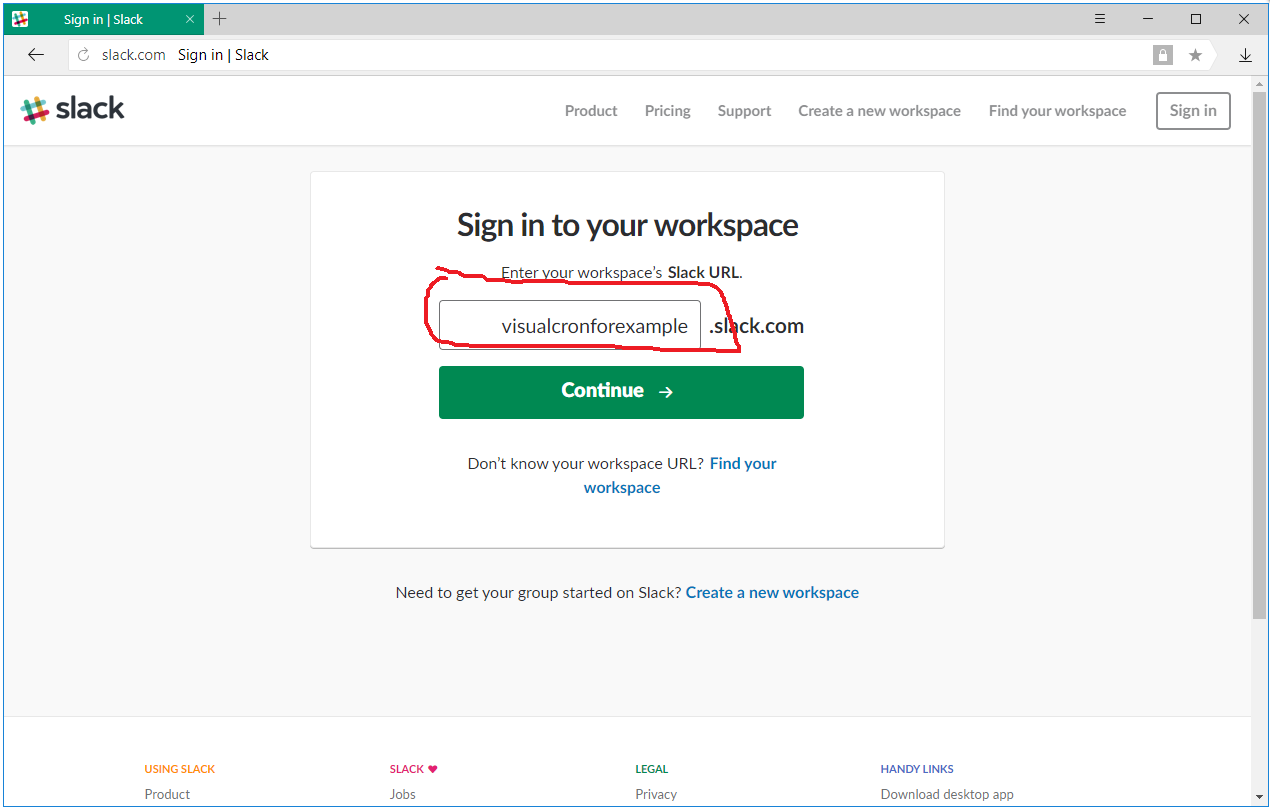 Sign in | Slack
slack.com Sign in | Slack
slack
Product Pricing Support Create a new workspace Find your workspace Sign in
Sign in to your workspace
Enter your workspace's Slack URL.
visualcronforexample .slack.com
Continue →
Don't know your workspace URL? Find your
workspace
Need to get your group started on Slack? Create a new workspace
USING SLACK SLACK ♥ LEGAL HANDY LINKS
Product Jobs Privacy Download desktop app